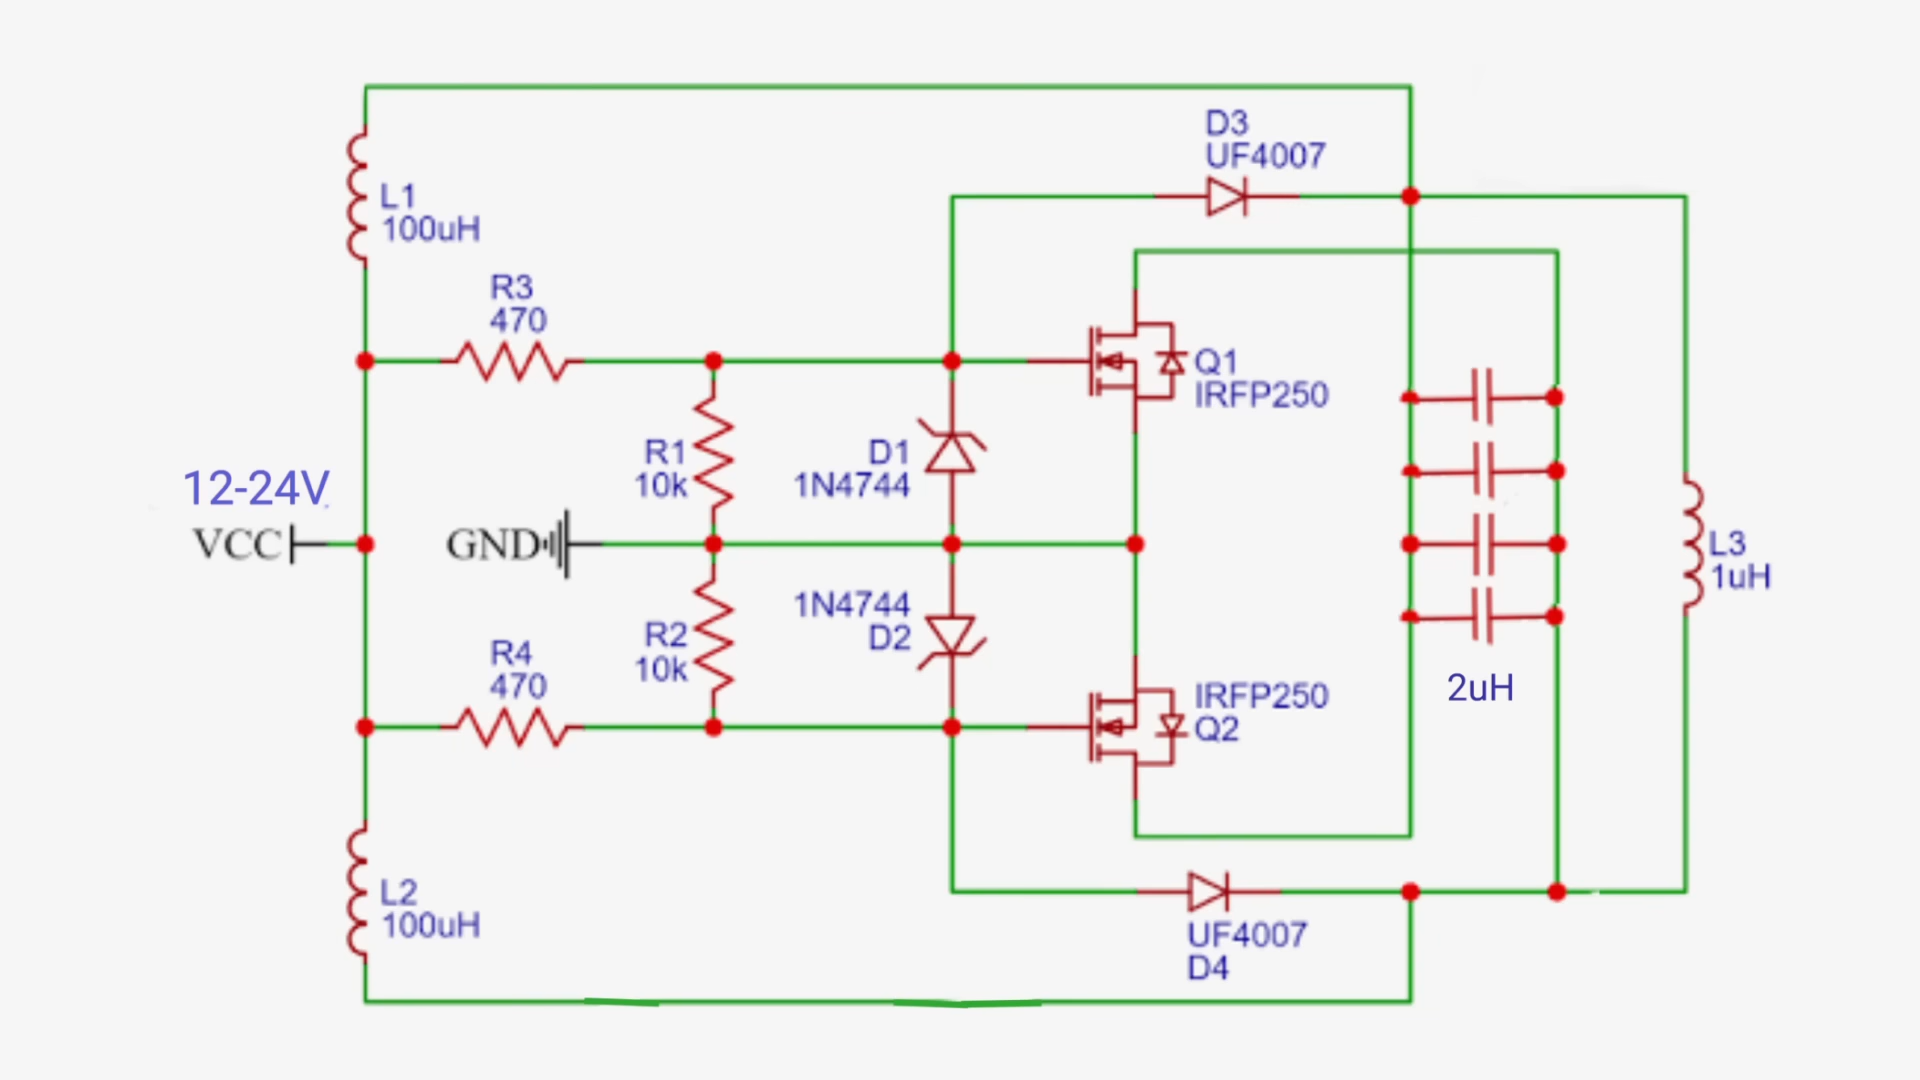 D3
UF4007
L1
100uH
R3
470
Q1
IRFP250
R1
10k
D1
1N4744
12-24V
VCC
GND
L3
1uH
1N4744
D2
R2
10k
R4
470
2uH
IRFP250
Q2
L2
100uH
UF4007
D4